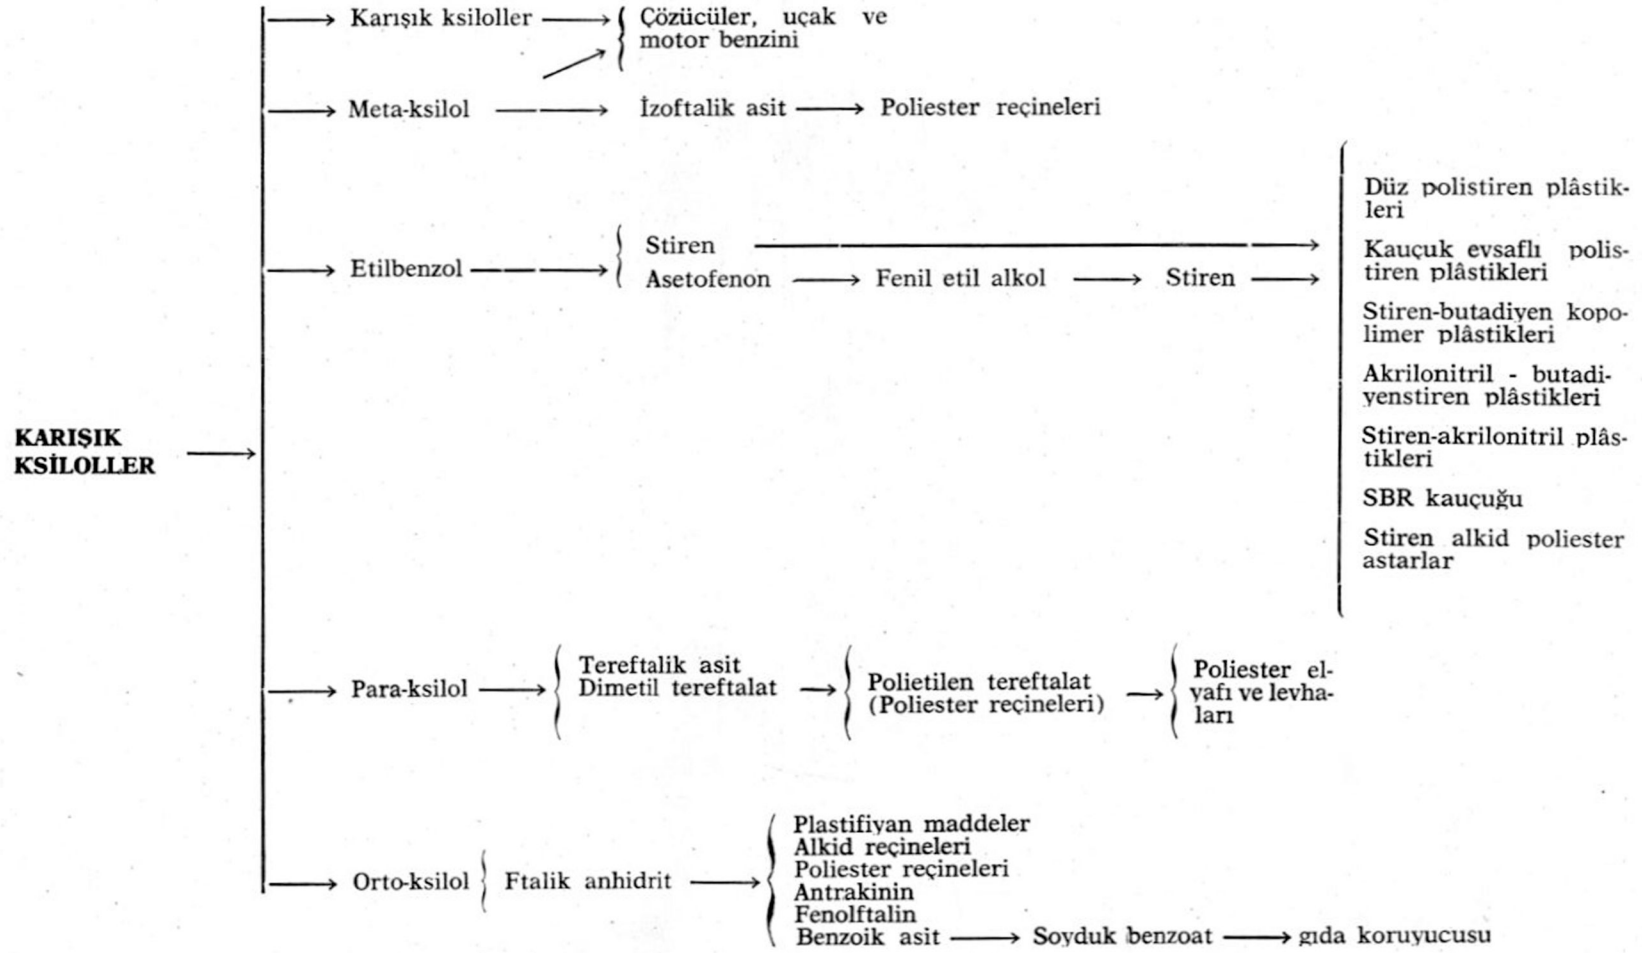 Karışık ksiloller
Çözücüler, uçak ve
motor benzini
Meta-ksilol
İzoftalik asit
Poliester reçineleri
Etilbenzol
Stiren
Asetofenon
Fenil etil alkol
Stiren
Düz polistiren plâstik-
leri
Kauçuk evsaflı polis-
tiren plâstikleri
Stiren-butadiyen kopo-
limer plâstikleri
Akrilonitril - butadi-
yenstiren plâstikleri
Stiren-akrilonitril plâs-
tikleri
SBR kauçuğu
Stiren alkid poliester
astarlar
KARIŞIK
KSİLOLLER
Para-ksilol
Tereftalik asit
Dimetil tereftalat
Polietilen tereftalat
(Poliester reçineleri)
Poliester el-
yafı ve levha-
ları
Orto-ksilol
Ftalik anhidrit
Plastifiyan maddeler
Alkid reçineleri
Poliester reçineleri
Antrakinin
Fenolftalin
Benzoik asit
Soyduk benzoat
gıda koruyucusu